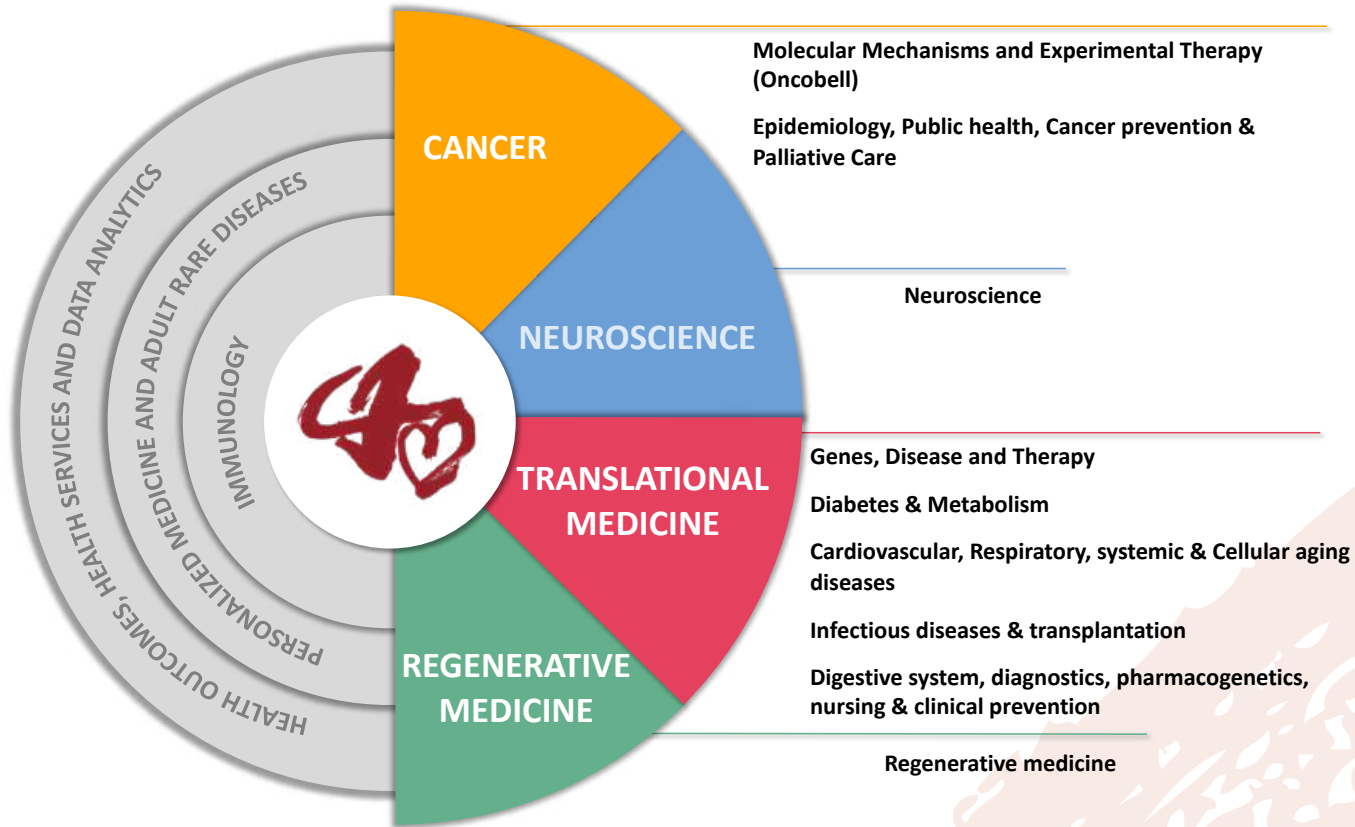 Molecular Mechanisms and Experimental Therapy
(Oncobell)
Epidemiology, Public health, Cancer prevention &
Palliative Care
CANCER
NEUROSCIENCE
Neuroscience
TRANSLATIONAL
MEDICINE
Genes, Disease and Therapy
Diabetes & Metabolism
Cardiovascular, Respiratory, systemic & Cellular aging
diseases
Infectious diseases & transplantation
Digestive system, diagnostics, pharmacogenetics,
nursing & clinical prevention
REGENERATIVE
MEDICINE
Regenerative medicine
HEALTH OUTCOMES, HEALTH SERVICES AND DATA ANALYTICS
PERSONALIZED MEDICINE AND ADULT RARE DISEASES
IMMUNOLOGY